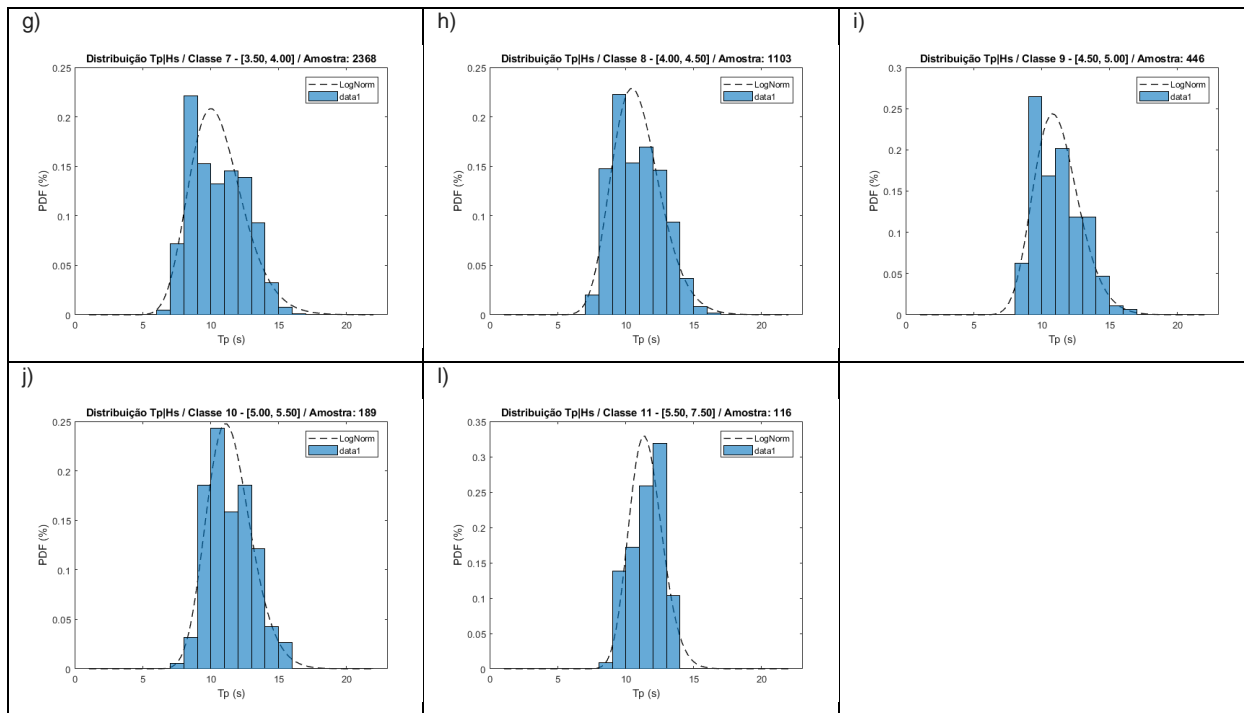 g)
Distribuição Tp|Hs / Classe 7 - [3.50, 4.00] / Amostra: 2368
0.25
0.2
0.15
0.1
0.05
0
PDF (%)
LogNorm
data1
0
5
10
15
20
Tp (s)
h)
Distribuição Tp|Hs / Classe 8 - [4.00, 4.50] / Amostra: 1103
0.25
0.2
0.15
0.1
0.05
0
PDF (%)
LogNorm
data1
0
5
10
15
20
Tp (s)
i)
Distribuição Tp|Hs / Classe 9 - [4.50, 5.00] / Amostra: 446
0.3
0.25
0.2
0.15
0.1
0.05
0
PDF (%)
LogNorm
data1
0
5
10
15
20
Tp (s)
j)
Distribuição Tp|Hs / Classe 10 - [5.00, 5.50] / Amostra: 189
0.25
0.2
0.15
0.1
0.05
0
PDF (%)
LogNorm
data1
0
5
10
15
20
Tp (s)
l)
Distribuição Tp|Hs / Classe 11 - [5.50, 7.50] / Amostra: 116
0.35
0.3
0.25
0.2
0.15
0.1
0.05
0
PDF (%)
LogNorm
data1
0
5
10
15
20
Tp (s)